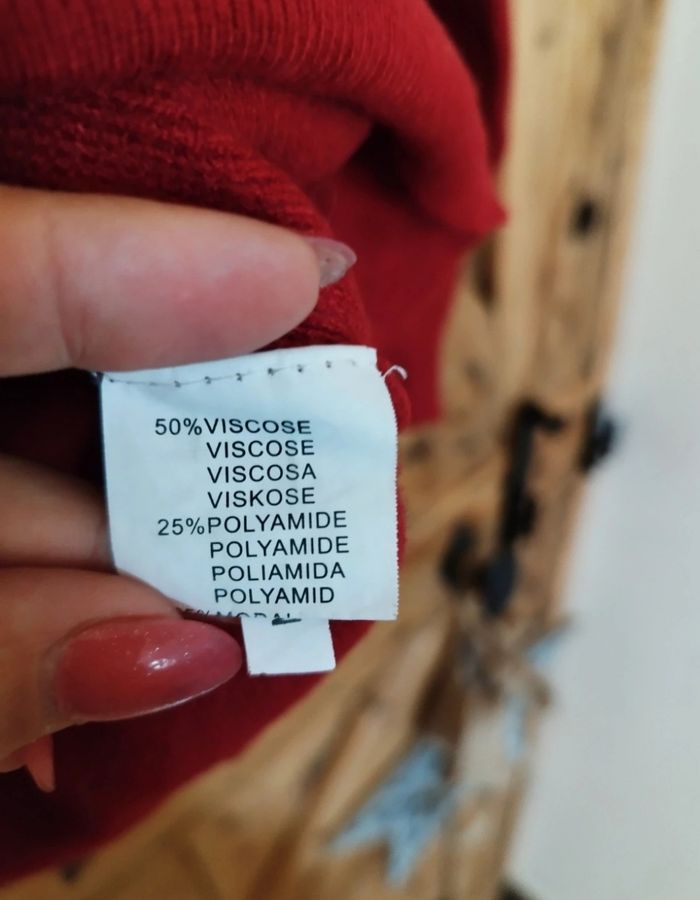 50%VISCOSE
VISCOSE
VISCOSA
VISKOSE
25%POLYAMIDE
POLYAMIDE
POLIAMIDA
POLYAMID